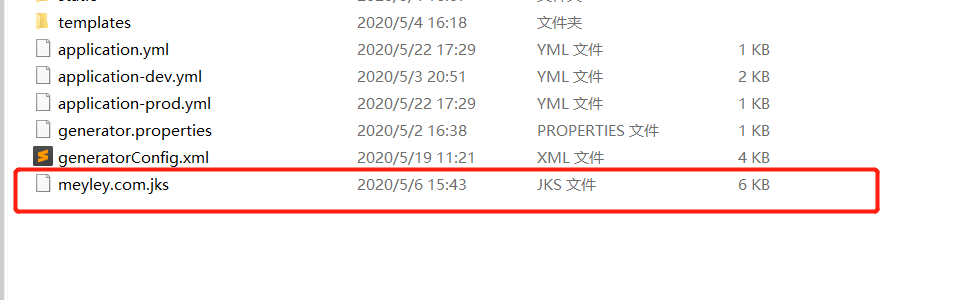 templates 2020/5/4 16:18 文件夹
application.yml 2020/5/22 17:29 YML 文件 1 KB
application-dev.yml 2020/5/3 20:51 YML 文件 2 KB
application-prod.yml 2020/5/22 17:29 YML 文件 1 KB
generator.properties 2020/5/2 16:38 PROPERTIES 文件 1 KB
generatorConfig.xml 2020/5/19 11:21 XML 文件 4 KB
meyley.com.jks 2020/5/6 15:43 JKS 文件 6 KB